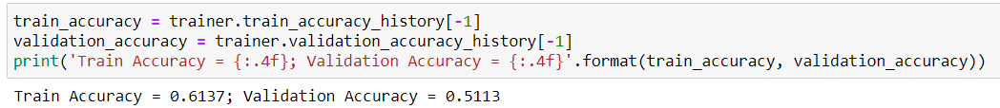 train_accuracy = trainer.train_accuracy_history[-1]
validation_accuracy = trainer.validation_accuracy_history[-1]
print('Train Accuracy = {:.4f}; Validation Accuracy = {:.4f}'.format(train_accuracy, validation_accuracy))
Train Accuracy = 0.6137; Validation Accuracy = 0.5113